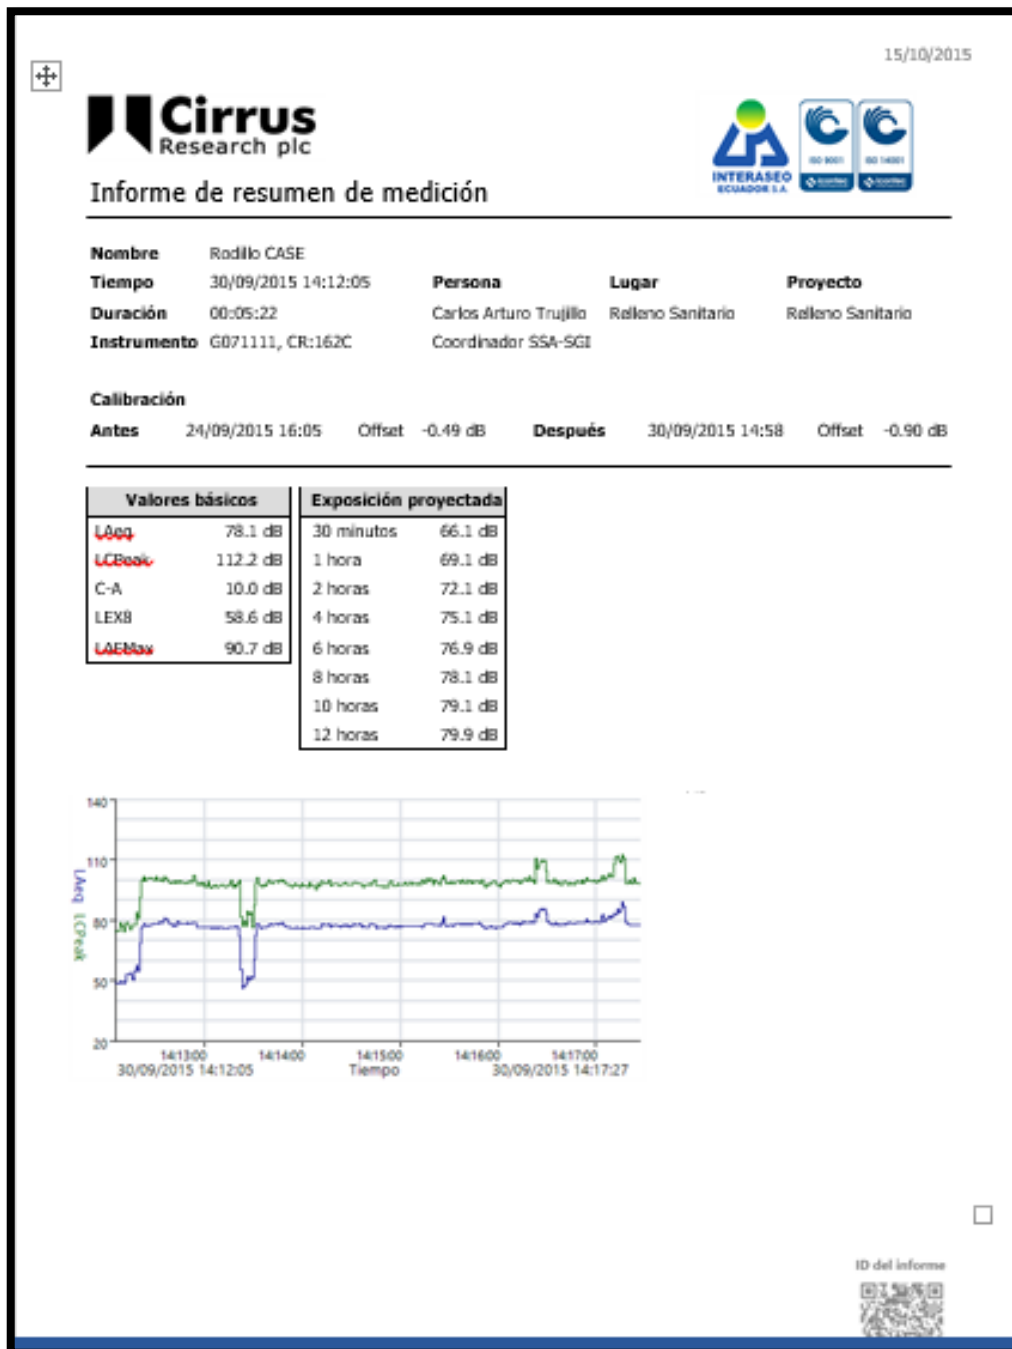 15/10/2015
Cirrus
Research plc
INTERASEO
ECUADOR S.A.
ISO 9001
ISO 14001
icontec
icontec
Informe de resumen de medición
Nombre Rodillo CASE
Tiempo 30/09/2015 14:12:05 Persona Lugar Proyecto
Duración 00:05:22 Carlos Arturo Trujillo Relleno Sanitario Relleno Sanitario
Instrumento G071111, CR:162C Coordinador SSA-SGI
Calibración
Antes 24/09/2015 16:05 Offset -0.49 dB Después 30/09/2015 14:58 Offset -0.90 dB
Valores básicos Exposición proyectada
LAeq 78.1 dB 30 minutos 66.1 dB
LCPeak 112.2 dB 1 hora 69.1 dB
C-A 10.0 dB 2 horas 72.1 dB
LEX8 58.6 dB 4 horas 75.1 dB
LAFMax 90.7 dB 6 horas 76.9 dB
8 horas 78.1 dB
10 horas 79.1 dB
12 horas 79.9 dB
140
110
80
50
20
LAeq LCPeak
14:13:00 14:14:00 14:15:00 14:16:00 14:17:00
30/09/2015 14:12:05 Tiempo 30/09/2015 14:17:27
ID del informe